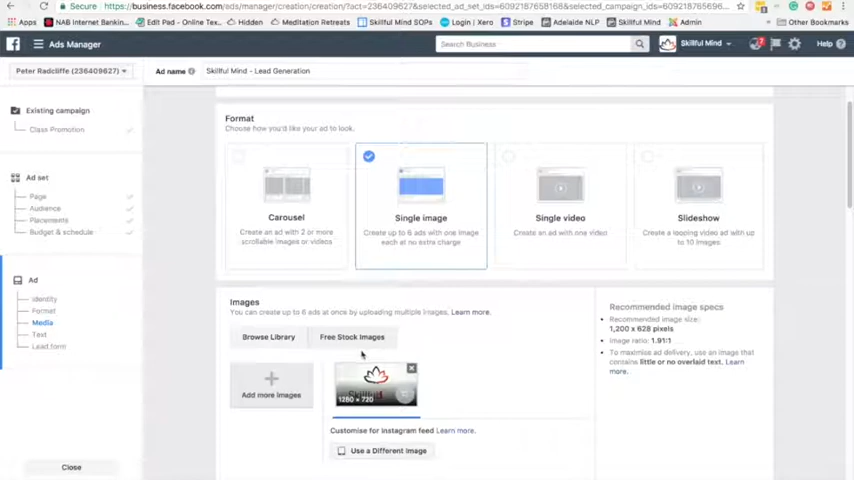 Secure https://business.facebook.com/ads/manager/creation/creation/?act=236409627&selected_ad_set_ids=6092187658168&selected_campaign_ids=6092187765696...
Apps NAB Internet Banking... Edit Pad - Online Tex... Hidden Meditation Retreats Skillful Mind SOPs Login | Xero Stripe Adelaide NLP Skillful Mind Admin Other Bookmarks
Ads Manager Search Business Skillful Mind Help
Peter Radcliffe (236409627) Ad name Skillful Mind - Lead Generation
Existing campaign
Class Promotion
Ad set
Page
Audience
Placements
Budget & schedule
Ad
Identity
Format
Media
Text
Lead form
Close
Format
Choose how you'd like your ad to look.
Carousel
Create an ad with 2 or more
scrollable images or videos
Single image
Create up to 6 ads with one image
each at no extra charge
Single video
Create an ad with one video
Slideshow
Create a looping video ad with up
to 10 images
Images
You can create up to 6 ads at once by uploading multiple images. Learn more.
Browse Library Free Stock Images
Add more images
1280 × 720
Customise for Instagram feed Learn more.
Use a Different Image
Recommended image specs
• Recommended image size:
1,200 x 628 pixels
• Image ratio: 1.91:1
• To maximise ad delivery, use an image that
contains little or no overlaid text. Learn
more.